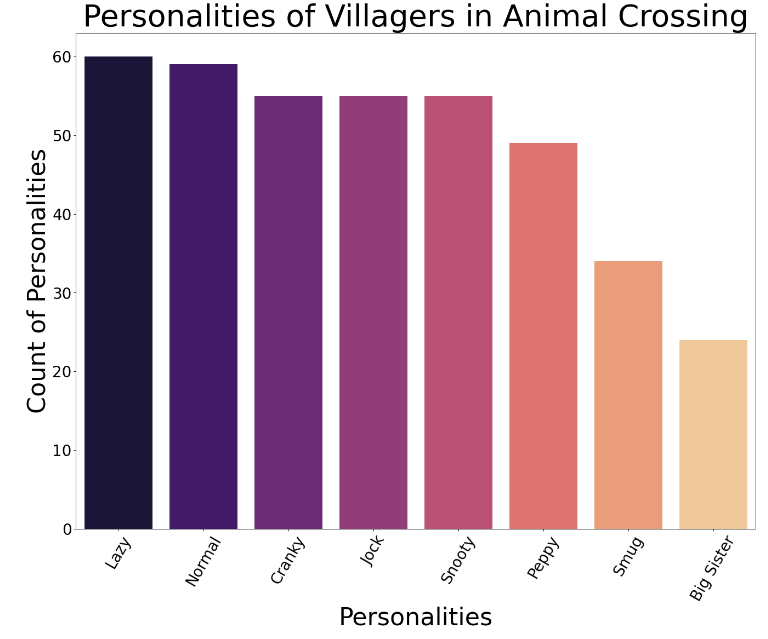 Personalities of Villagers in Animal Crossing
Count of Personalities
60
50
40
30
20
10
0
Lazy
Normal
Cranky
Jock
Snooty
Peppy
Smug
Big Sister
Personalities